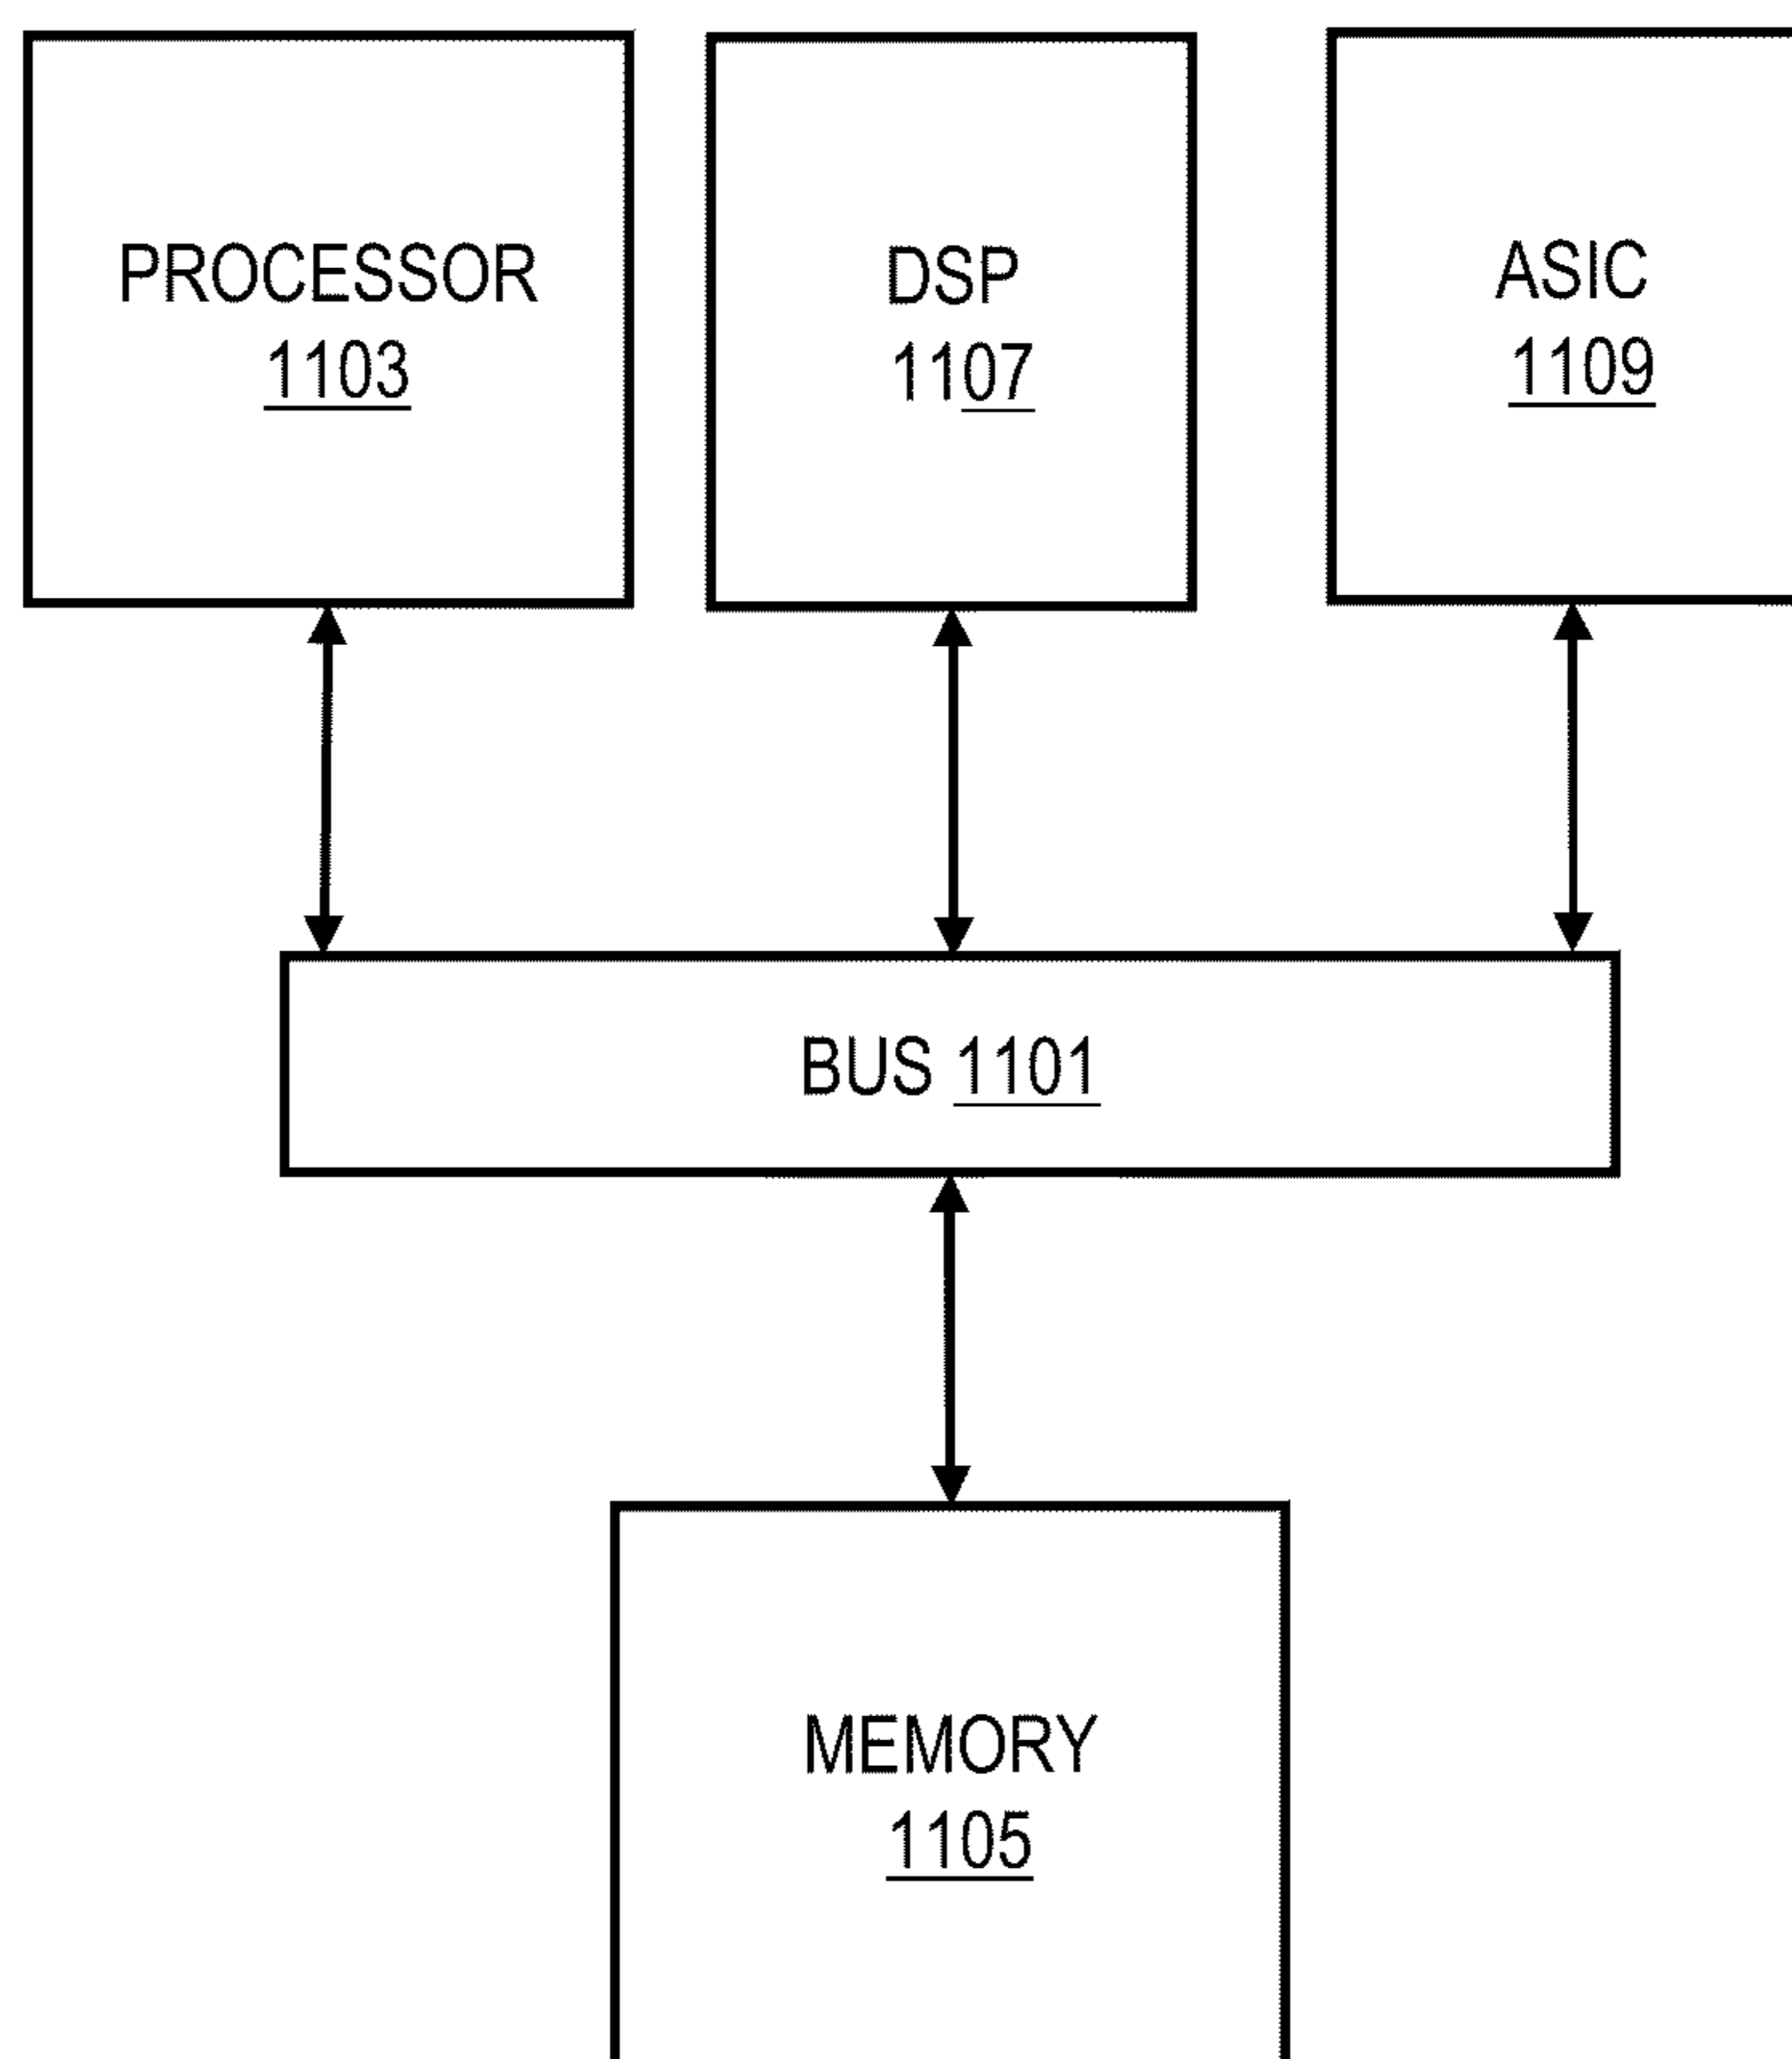 PROCESSOR
1103
DSP
1107
ASIC
1109
BUS 1101
MEMORY
1105